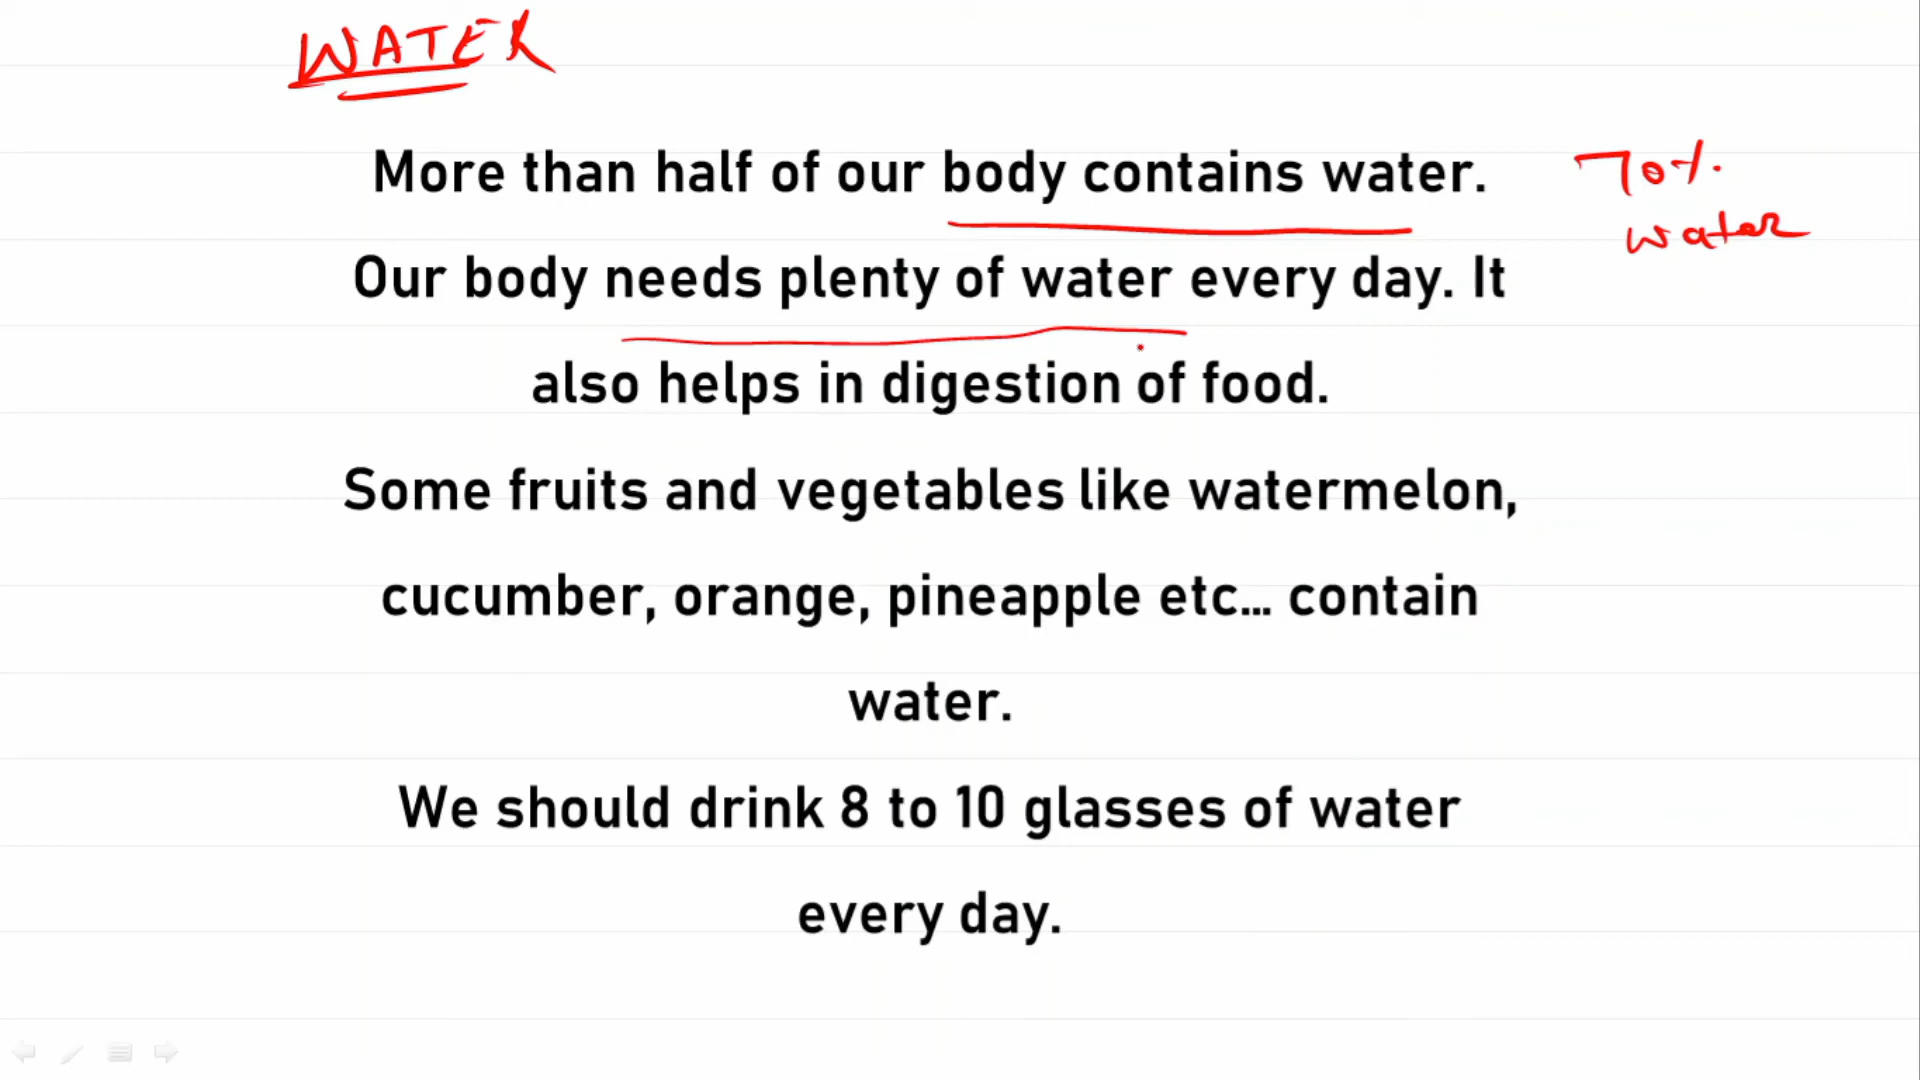 WATER
More than half of our body contains water.
70%.
water
Our body needs plenty of water every day. It
also helps in digestion of food.
Some fruits and vegetables like watermelon,
cucumber, orange, pineapple etc... contain
water.
We should drink 8 to 10 glasses of water
every day.